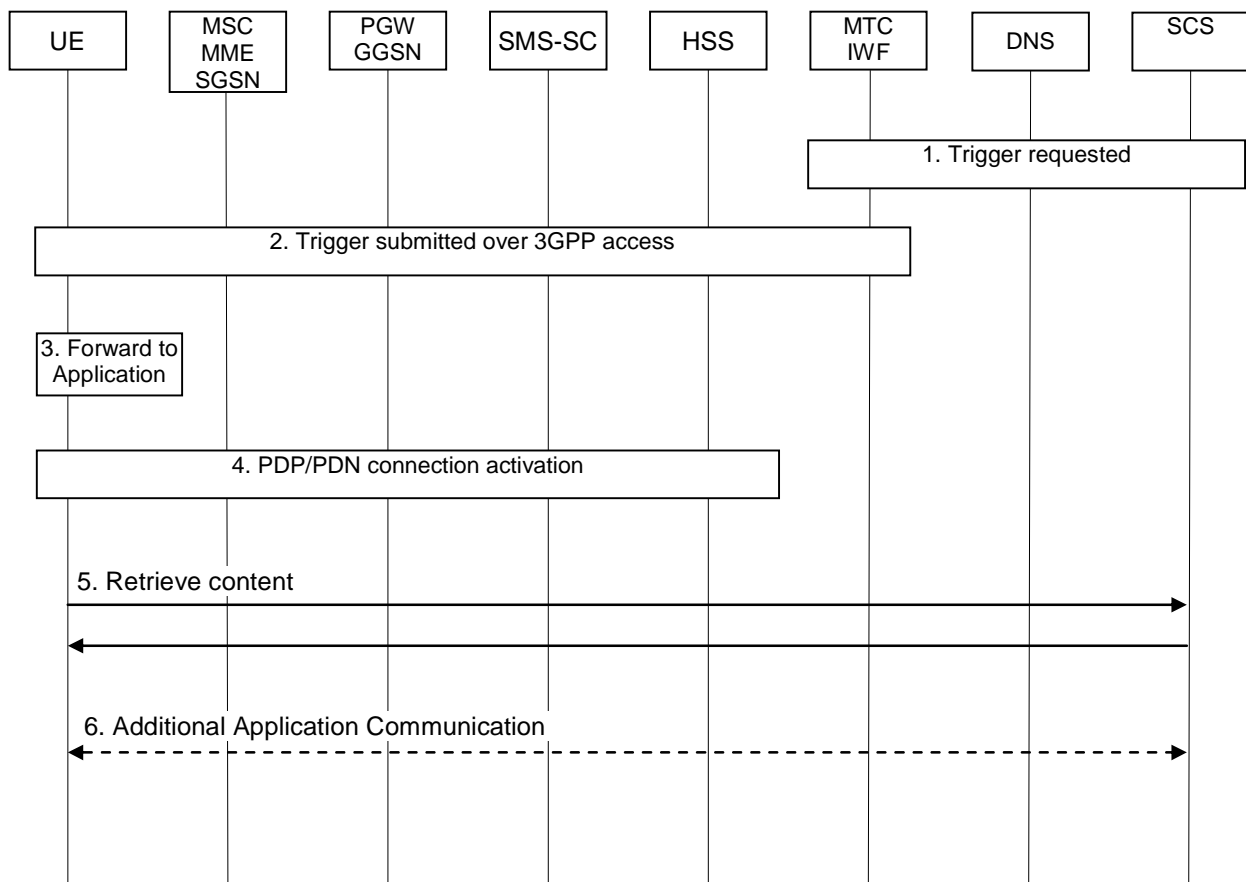 UE
MSC
MME
SGSN
PGW
GGSN
SMS-SC
HSS
MTC
IWF
DNS
SCS
1. Trigger requested
2. Trigger submitted over 3GPP access
3. Forward to
Application
4. PDP/PDN connection activation
5. Retrieve content
6. Additional Application Communication